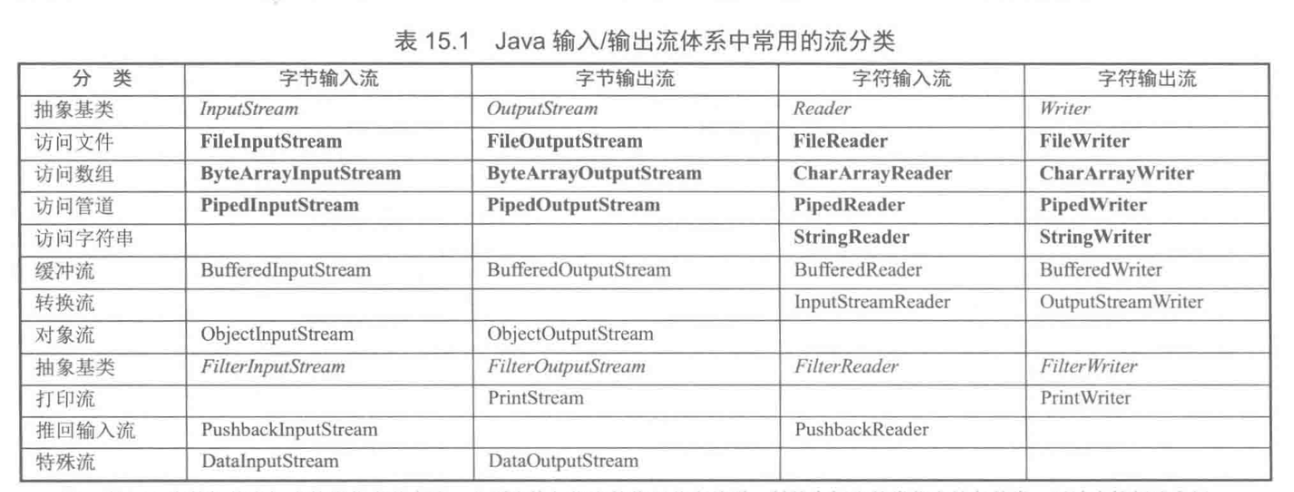 表 15.1 Java 输入/输出流体系中常用的流分类
分 类 字节输入流 字节输出流 字符输入流 字符输出流
抽象基类 InputStream OutputStream Reader Writer
访问文件 FileInputStream FileOutputStream FileReader FileWriter
访问数组 ByteArrayInputStream ByteArrayOutputStream CharArrayReader CharArrayWriter
访问管道 PipedInputStream PipedOutputStream PipedReader PipedWriter
访问字符串 StringReader StringWriter
缓冲流 BufferedInputStream BufferedOutputStream BufferedReader BufferedWriter
转换流 InputStreamReader OutputStreamWriter
对象流 ObjectInputStream ObjectOutputStream
抽象基类 FilterInputStream FilterOutputStream FilterReader FilterWriter
打印流 PrintStream PrintWriter
推回输入流 PushbackInputStream PushbackReader
特殊流 DataInputStream DataOutputStream